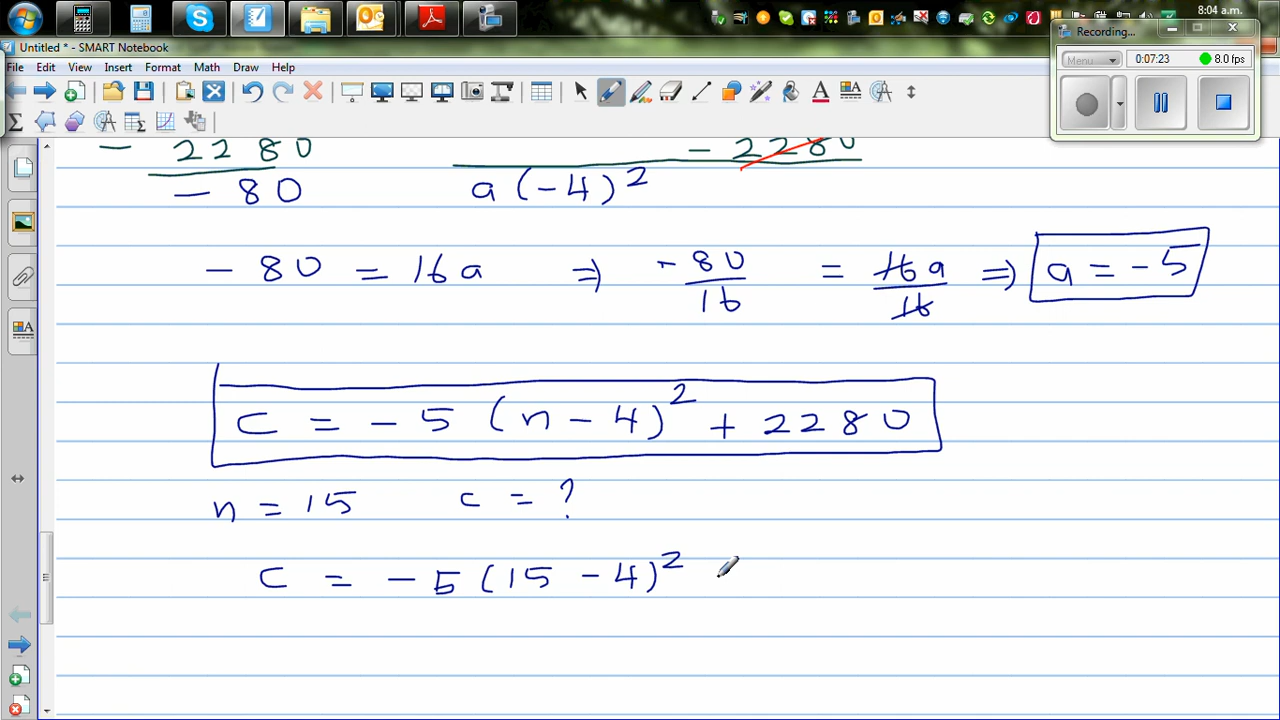 8:04 a.m.
Untitled * - SMART Notebook
Recording...
File Edit View Insert Format Math Draw Help
Menu 0:07:23 8.0 fps
- 2280 - 2280
- 80 a(-4)²
- 80 = 16a ⇒ -80/16 = 16a/16 ⇒ a = -5
C = -5 (n - 4)² + 2280
n = 15 c = ?
C = -5(15 - 4)²